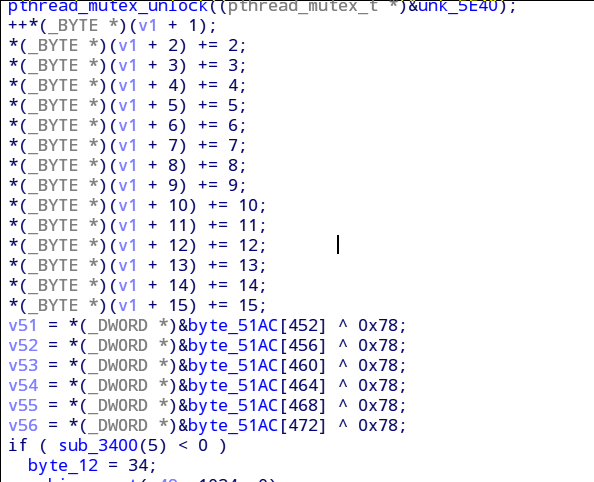 pthread_mutex_unlock((pthread_mutex_t *)&unk_5E40);
++*(_BYTE *)(v1 + 1);
*(_BYTE *)(v1 + 2) += 2;
*(_BYTE *)(v1 + 3) += 3;
*(_BYTE *)(v1 + 4) += 4;
*(_BYTE *)(v1 + 5) += 5;
*(_BYTE *)(v1 + 6) += 6;
*(_BYTE *)(v1 + 7) += 7;
*(_BYTE *)(v1 + 8) += 8;
*(_BYTE *)(v1 + 9) += 9;
*(_BYTE *)(v1 + 10) += 10;
*(_BYTE *)(v1 + 11) += 11;
*(_BYTE *)(v1 + 12) += 12;
*(_BYTE *)(v1 + 13) += 13;
*(_BYTE *)(v1 + 14) += 14;
*(_BYTE *)(v1 + 15) += 15;
v51 = *(_DWORD *)&byte_51AC[452] ^ 0x78;
v52 = *(_DWORD *)&byte_51AC[456] ^ 0x78;
v53 = *(_DWORD *)&byte_51AC[460] ^ 0x78;
v54 = *(_DWORD *)&byte_51AC[464] ^ 0x78;
v55 = *(_DWORD *)&byte_51AC[468] ^ 0x78;
v56 = *(_DWORD *)&byte_51AC[472] ^ 0x78;
if ( sub_3400(5) < 0 )
byte_12 = 34;